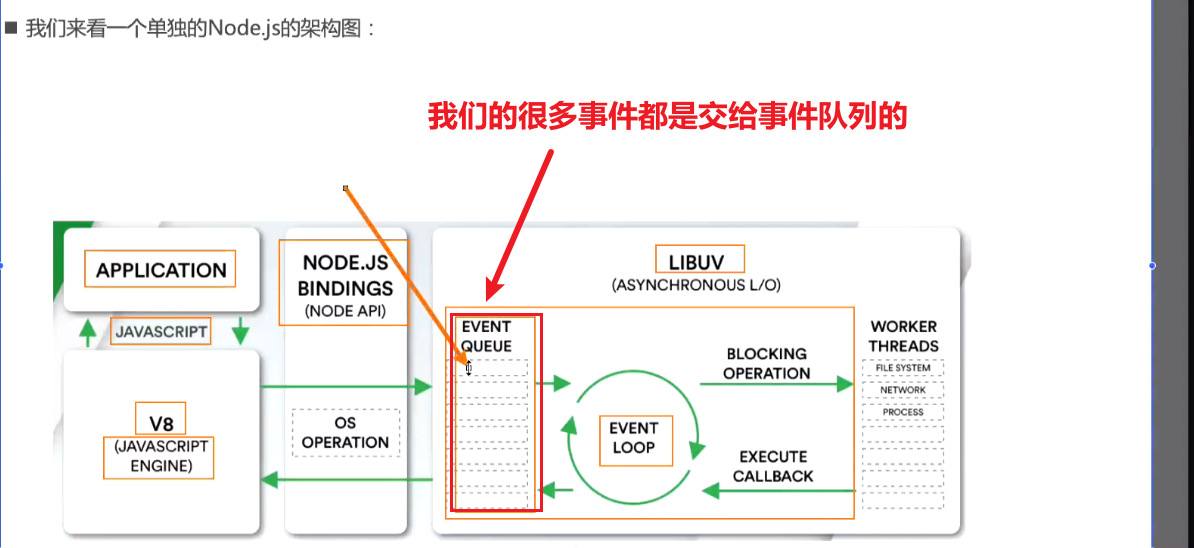 ■ 我们来看一个单独的Node.js的架构图：
我们的很多事件都是交给事件队列的
APPLICATION
JAVASCRIPT
V8
(JAVASCRIPT
ENGINE)
NODE.JS
BINDINGS
(NODE API)
OS
OPERATION
LIBUV
(ASYNCHRONOUS L/O)
EVENT
QUEUE
EVENT
LOOP
BLOCKING
OPERATION
EXECUTE
CALLBACK
WORKER
THREADS
FILE SYSTEM
NETWORK
PROCESS